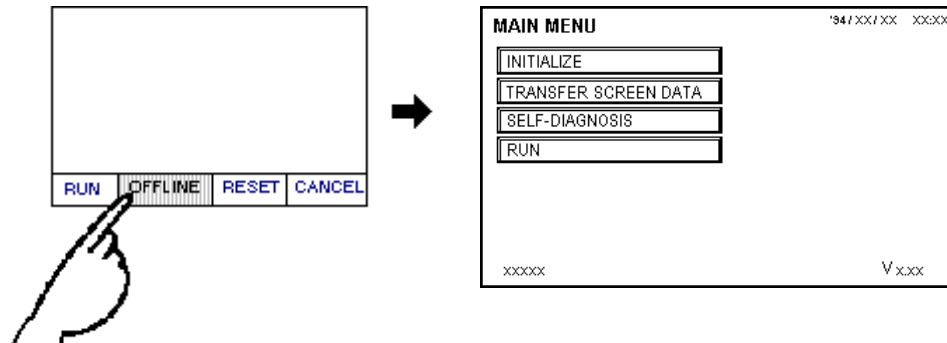 RUN OFFLINE RESET CANCEL
MAIN MENU '94/XX/XX XX:XX
INITIALIZE
TRANSFER SCREEN DATA
SELF-DIAGNOSIS
RUN
xxxxx V x.xx